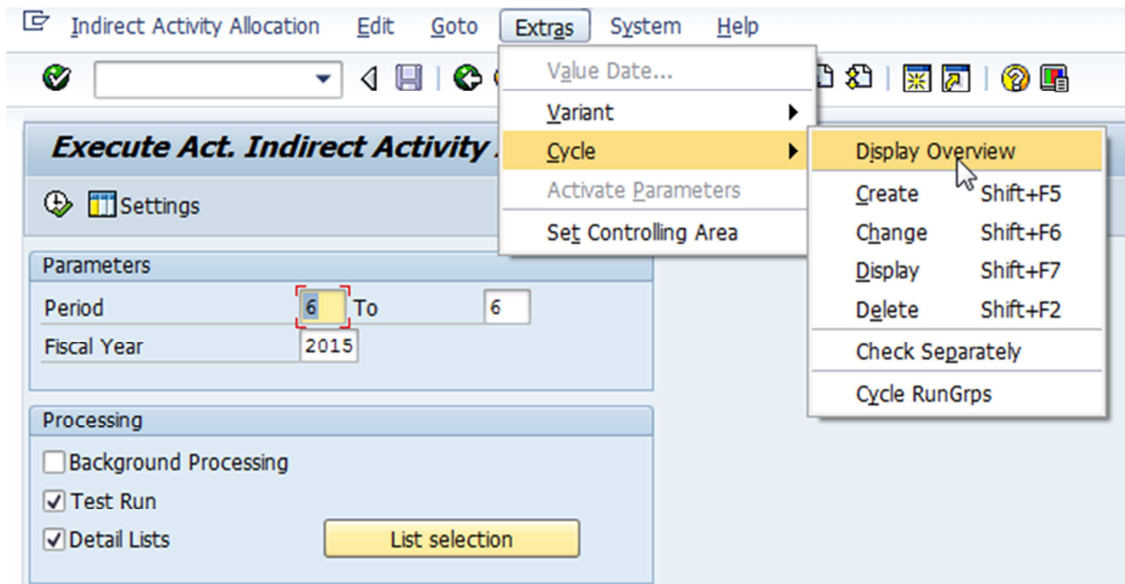 Indirect Activity Allocation Edit Goto Extras System Help
Value Date...
Variant
Execute Act. Indirect Activity
Cycle
Display Overview
Settings
Activate Parameters
Create Shift+F5
Set Controlling Area
Change Shift+F6
Parameters
Display Shift+F7
Period 6 To 6
Delete Shift+F2
Fiscal Year 2015
Check Separately
Cycle RunGrps
Processing
Background Processing
Test Run
Detail Lists List selection